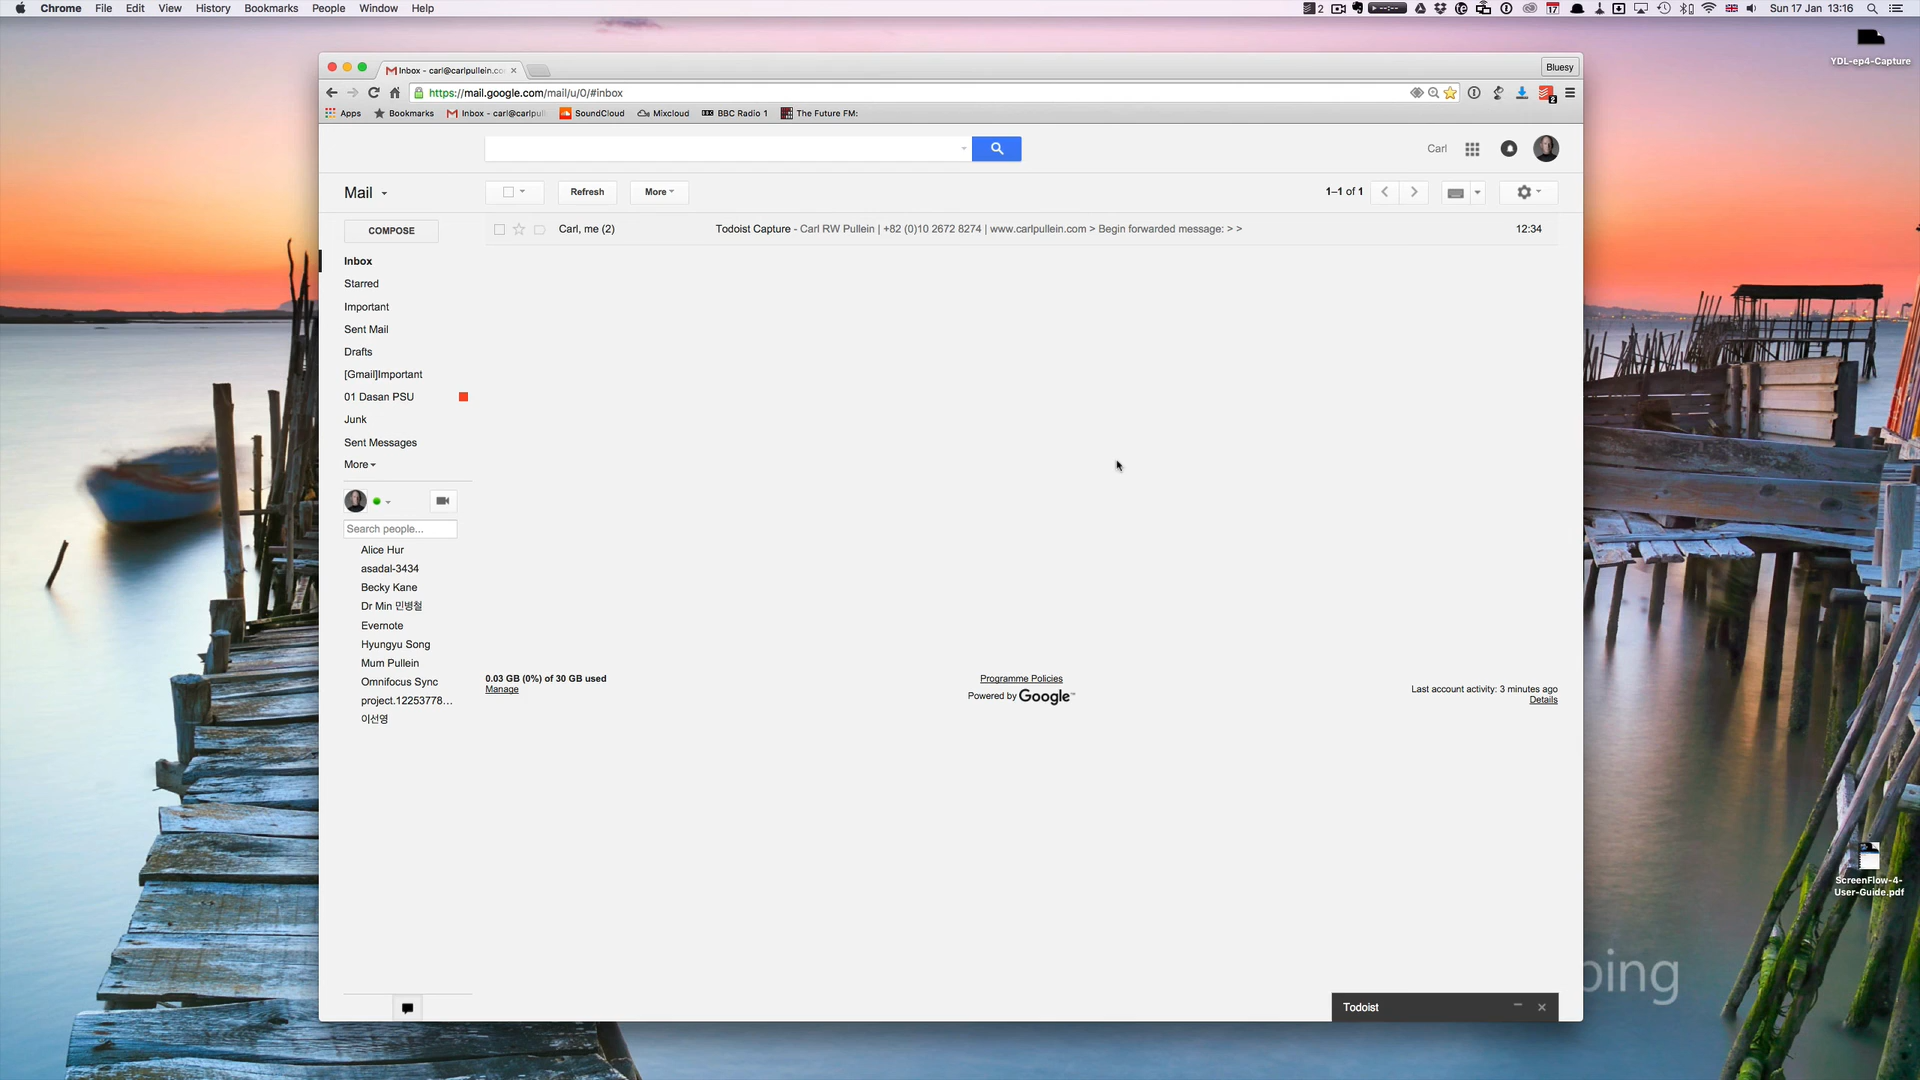 Chrome File Edit View History Bookmarks People Window Help
2
17
Sun 17 Jan 13:16
YDL-ep4-Capture
Inbox - carl@carlpullein.co
Bluesy
https://mail.google.com/mail/u/0/#inbox
2
Apps Bookmarks Inbox - carl@carlpull SoundCloud Mixcloud BBC Radio 1 The Future FM:
Carl
Mail
Refresh
More
1–1 of 1
COMPOSE
Carl, me (2)
Todoist Capture - Carl RW Pullein | +82 (0)10 2672 8274 | www.carlpullein.com > Begin forwarded message: > >
12:34
Inbox
Starred
Important
Sent Mail
Drafts
[Gmail]Important
01 Dasan PSU
Junk
Sent Messages
More
Search people...
Alice Hur
asadal-3434
Becky Kane
Dr Min 민병철
Evernote
Hyungyu Song
Mum Pullein
Omnifocus Sync
project.12253778...
이선영
0.03 GB (0%) of 30 GB used
Manage
Programme Policies
Powered by Google™
Last account activity: 3 minutes ago
Details
ScreenFlow-4-
User-Guide.pdf
ping
Todoist